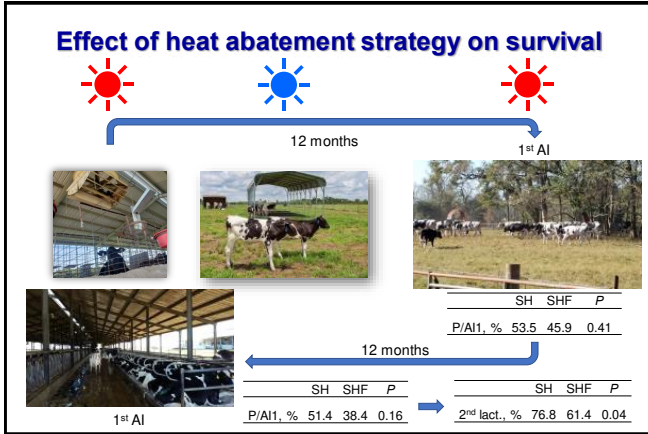 Effect of heat abatement strategy on survival
12 months
1st AI
SH SHF P
P/AI1, % 53.5 45.9 0.41
12 months
1st AI
SH SHF P
P/AI1, % 51.4 38.4 0.16
SH SHF P
2nd lact., % 76.8 61.4 0.04